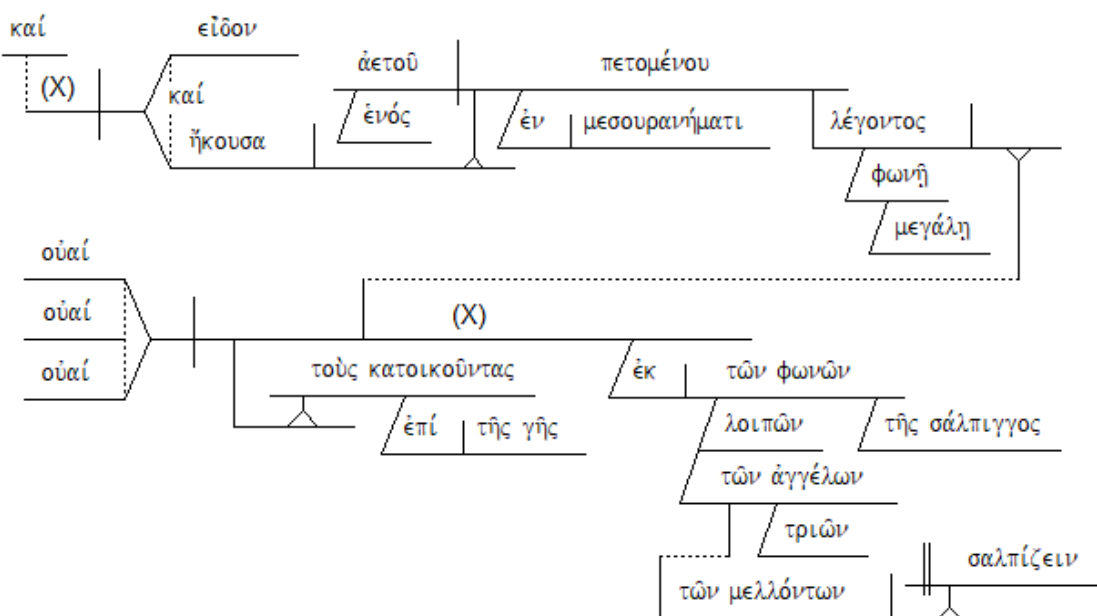 καί εἶδον
ἀετοῦ πετομένου
(X) καί
ἑνός ἐν μεσουρανήματι λέγοντος
ἤκουσα
φωνῇ
μεγάλῃ
οὐαί
οὐαί (X)
οὐαί τοὺς κατοικοῦντας ἐκ τῶν φωνῶν
ἐπί τῆς γῆς λοιπῶν τῆς σάλπιγγος
τῶν ἀγγέλων
τριῶν
σαλπίζειν
τῶν μελλόντων